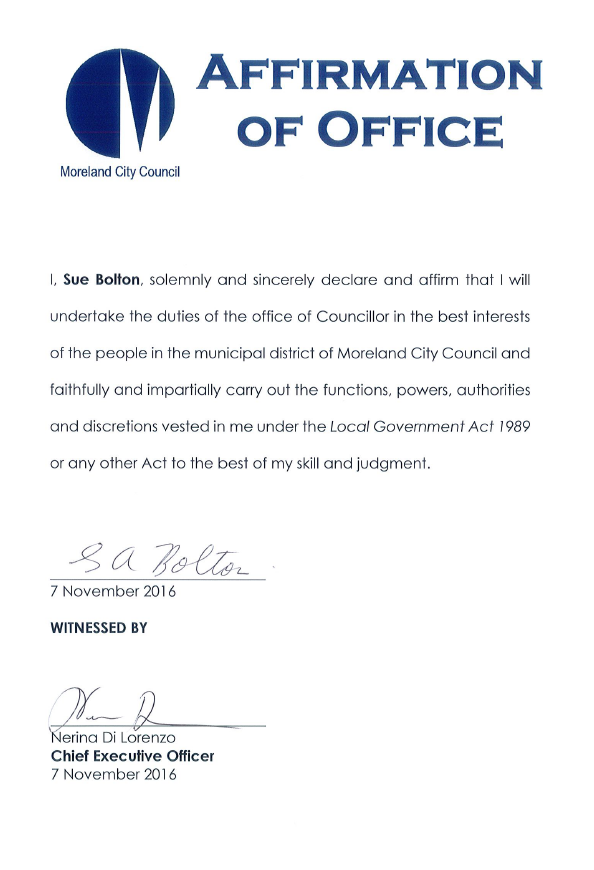 AFFIRMATION
OF OFFICE
Moreland City Council
I, Sue Bolton, solemnly and sincerely declare and affirm that I will
undertake the duties of the office of Councillor in the best interests
of the people in the municipal district of Moreland City Council and
faithfully and impartially carry out the functions, powers, authorities
and discretions vested in me under the Local Government Act 1989
or any other Act to the best of my skill and judgment.
S A Bolton
7 November 2016
WITNESSED BY
Nerina Di Lorenzo
Chief Executive Officer
7 November 2016